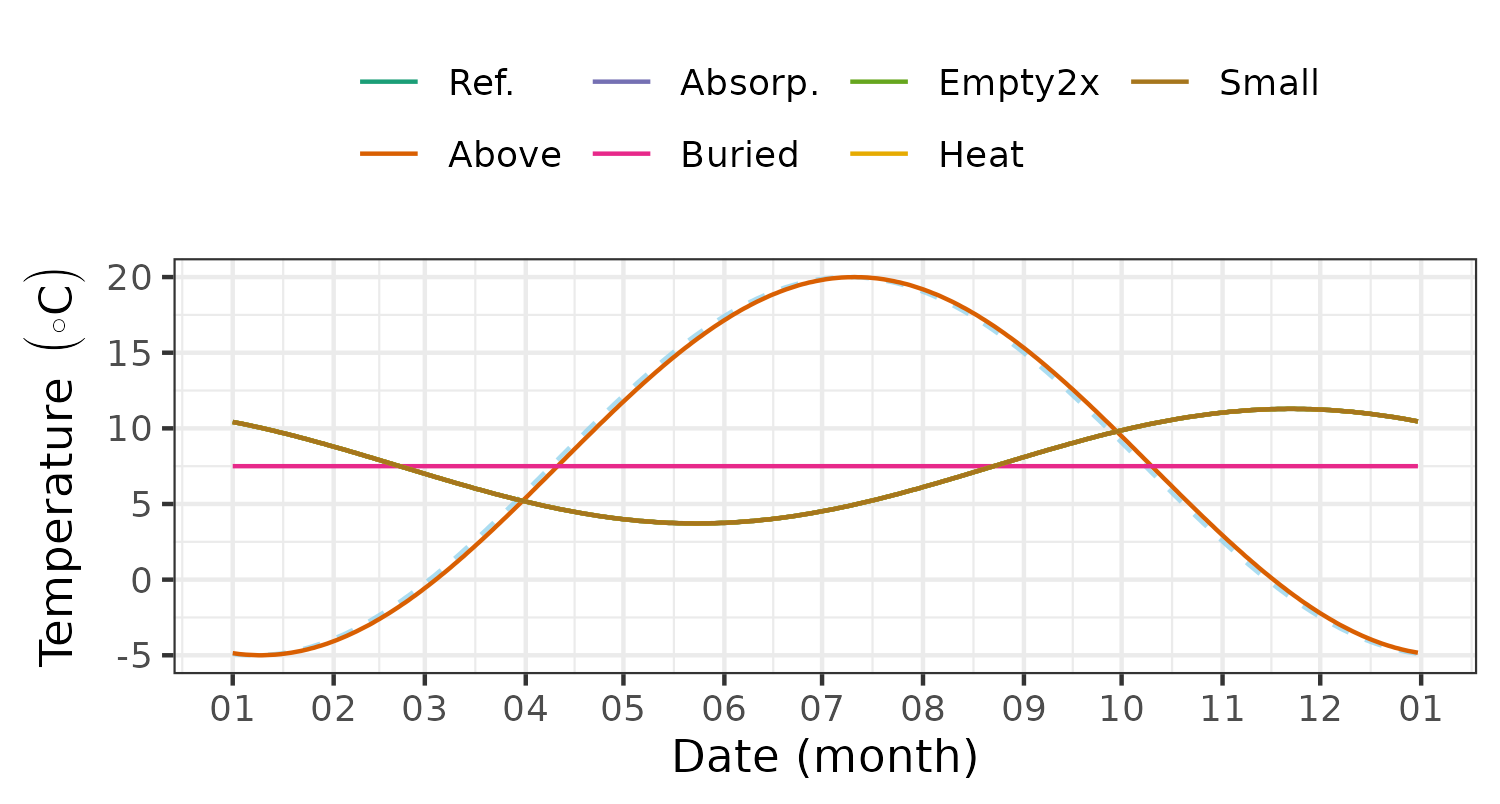 Ref. Absorp. Empty2x Small
Above Buried Heat
Temperature (∘C)
20
15
10
5
0
-5
01 02 03 04 05 06 07 08 09 10 11 12 01
Date (month)